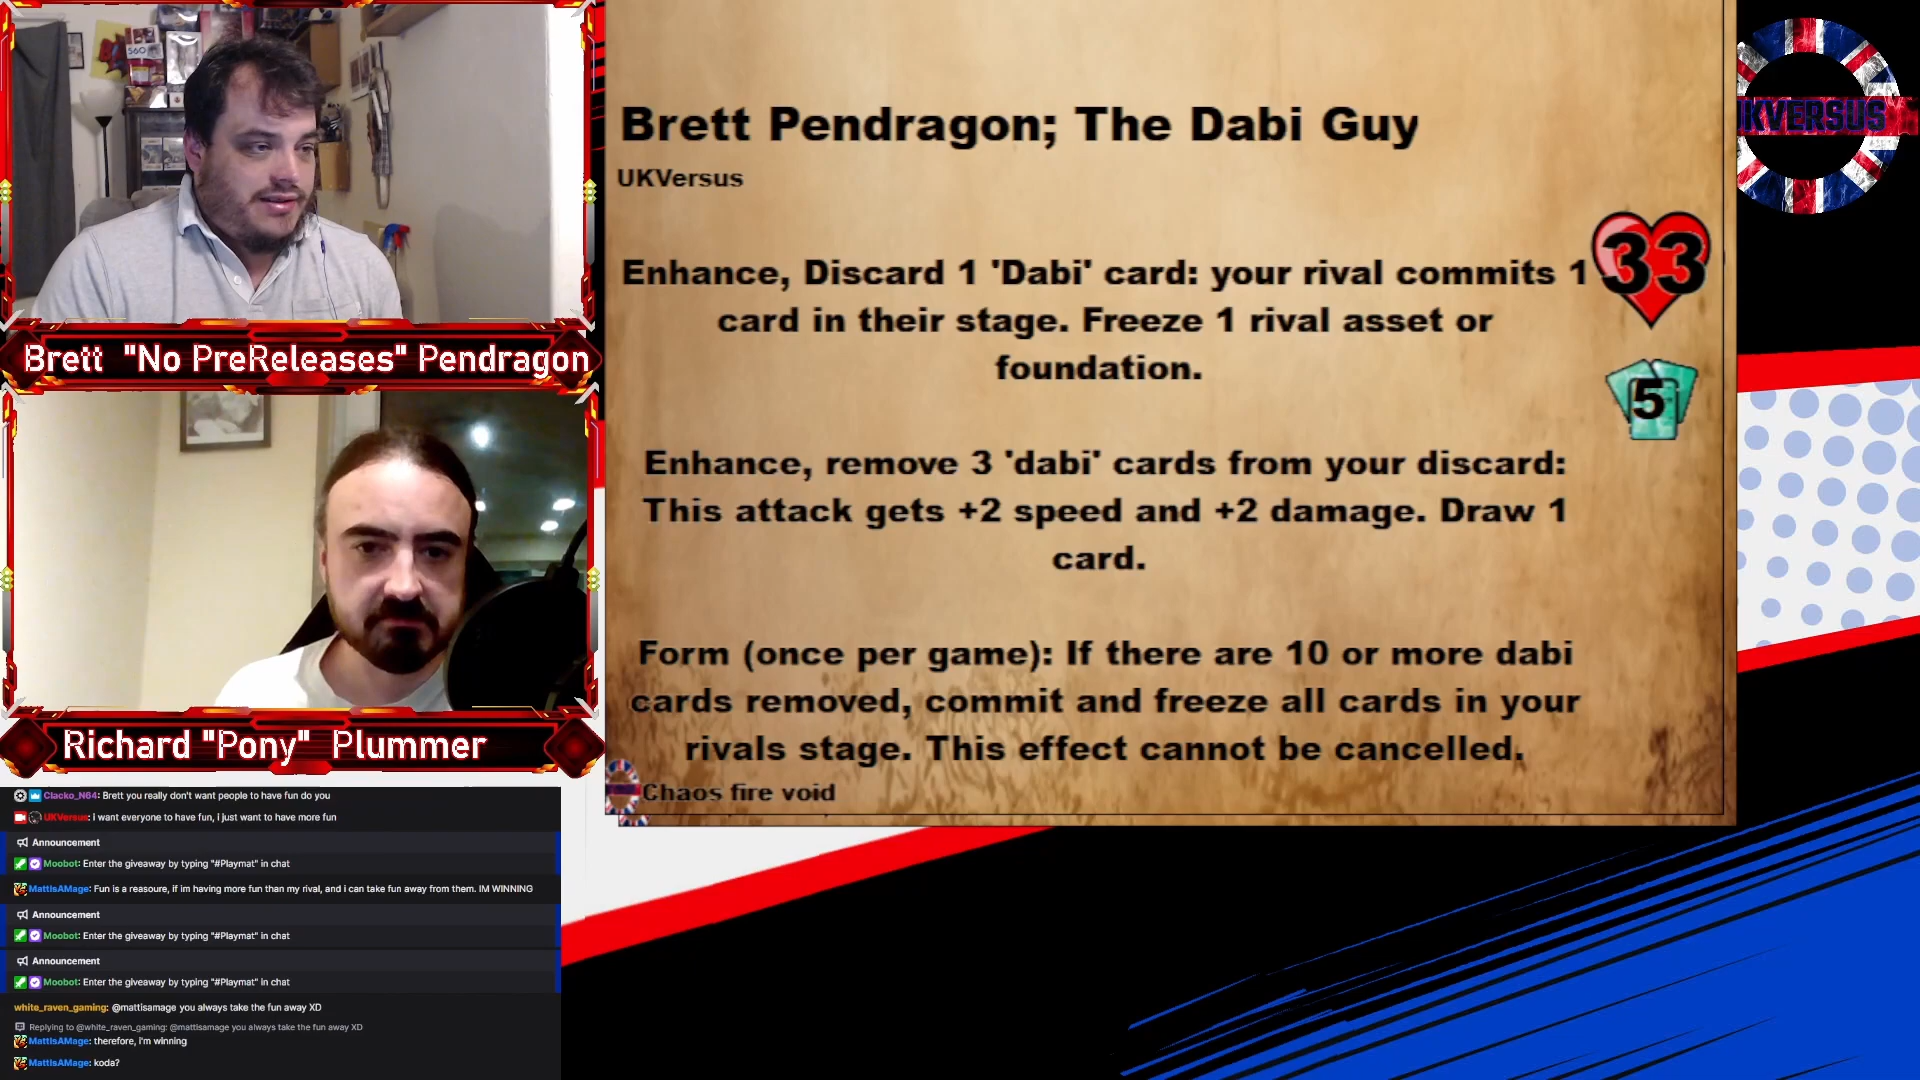 560
Brett "No PreReleases" Pendragon
Richard "Pony" Plummer
Clacko_N64: Brett you really don't want people to have fun do you
UKVersus: i want everyone to have fun, i just want to have more fun
Announcement
Moobot: Enter the giveaway by typing "#Playmat" in chat
MattIsAMage: Fun is a reasoure, if im having more fun than my rival, and i can take fun away from them. IM WINNING
Announcement
Moobot: Enter the giveaway by typing "#Playmat" in chat
Announcement
Moobot: Enter the giveaway by typing "#Playmat" in chat
white_raven_gaming: @mattisamage you always take the fun away XD
Replying to @white_raven_gaming: @mattisamage you always take the fun away XD
MattIsAMage: therefore, i'm winning
MattIsAMage: koda?
Brett Pendragon; The Dabi Guy
UKVersus
Enhance, Discard 1 'Dabi' card: your rival commits 1
card in their stage. Freeze 1 rival asset or
foundation.
33
5
Enhance, remove 3 'dabi' cards from your discard:
This attack gets +2 speed and +2 damage. Draw 1
card.
Form (once per game): If there are 10 or more dabi
cards removed, commit and freeze all cards in your
rivals stage. This effect cannot be cancelled.
Chaos fire void
UKVERSUS